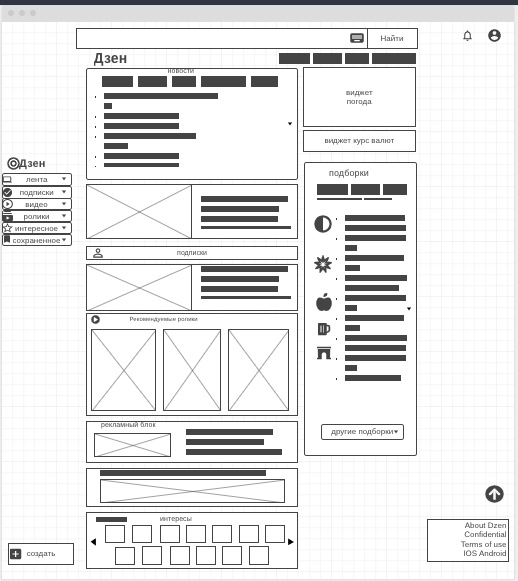 Найти
Дзен
новости
виджет
погода
виджет курс валют
Дзен
лента
подписки
видео
ролики
интересное
сохраненное
подборки
подписки
Рекомендуемые ролики
рекламный блок
другие подборки
интересы
создать
About Dzen
Confidential
Terms of use
IOS Android